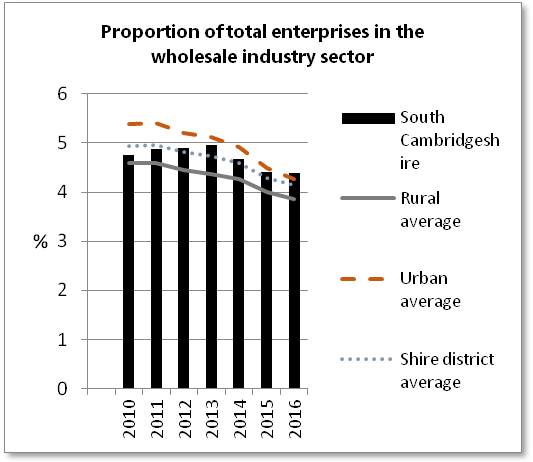 Proportion of total enterprises in the
wholesale industry sector
6
5
4
3
2
1
0
%
2010
2011
2012
2013
2014
2015
2016
South
Cambridgesh
ire
Rural
average
Urban
average
Shire district
average